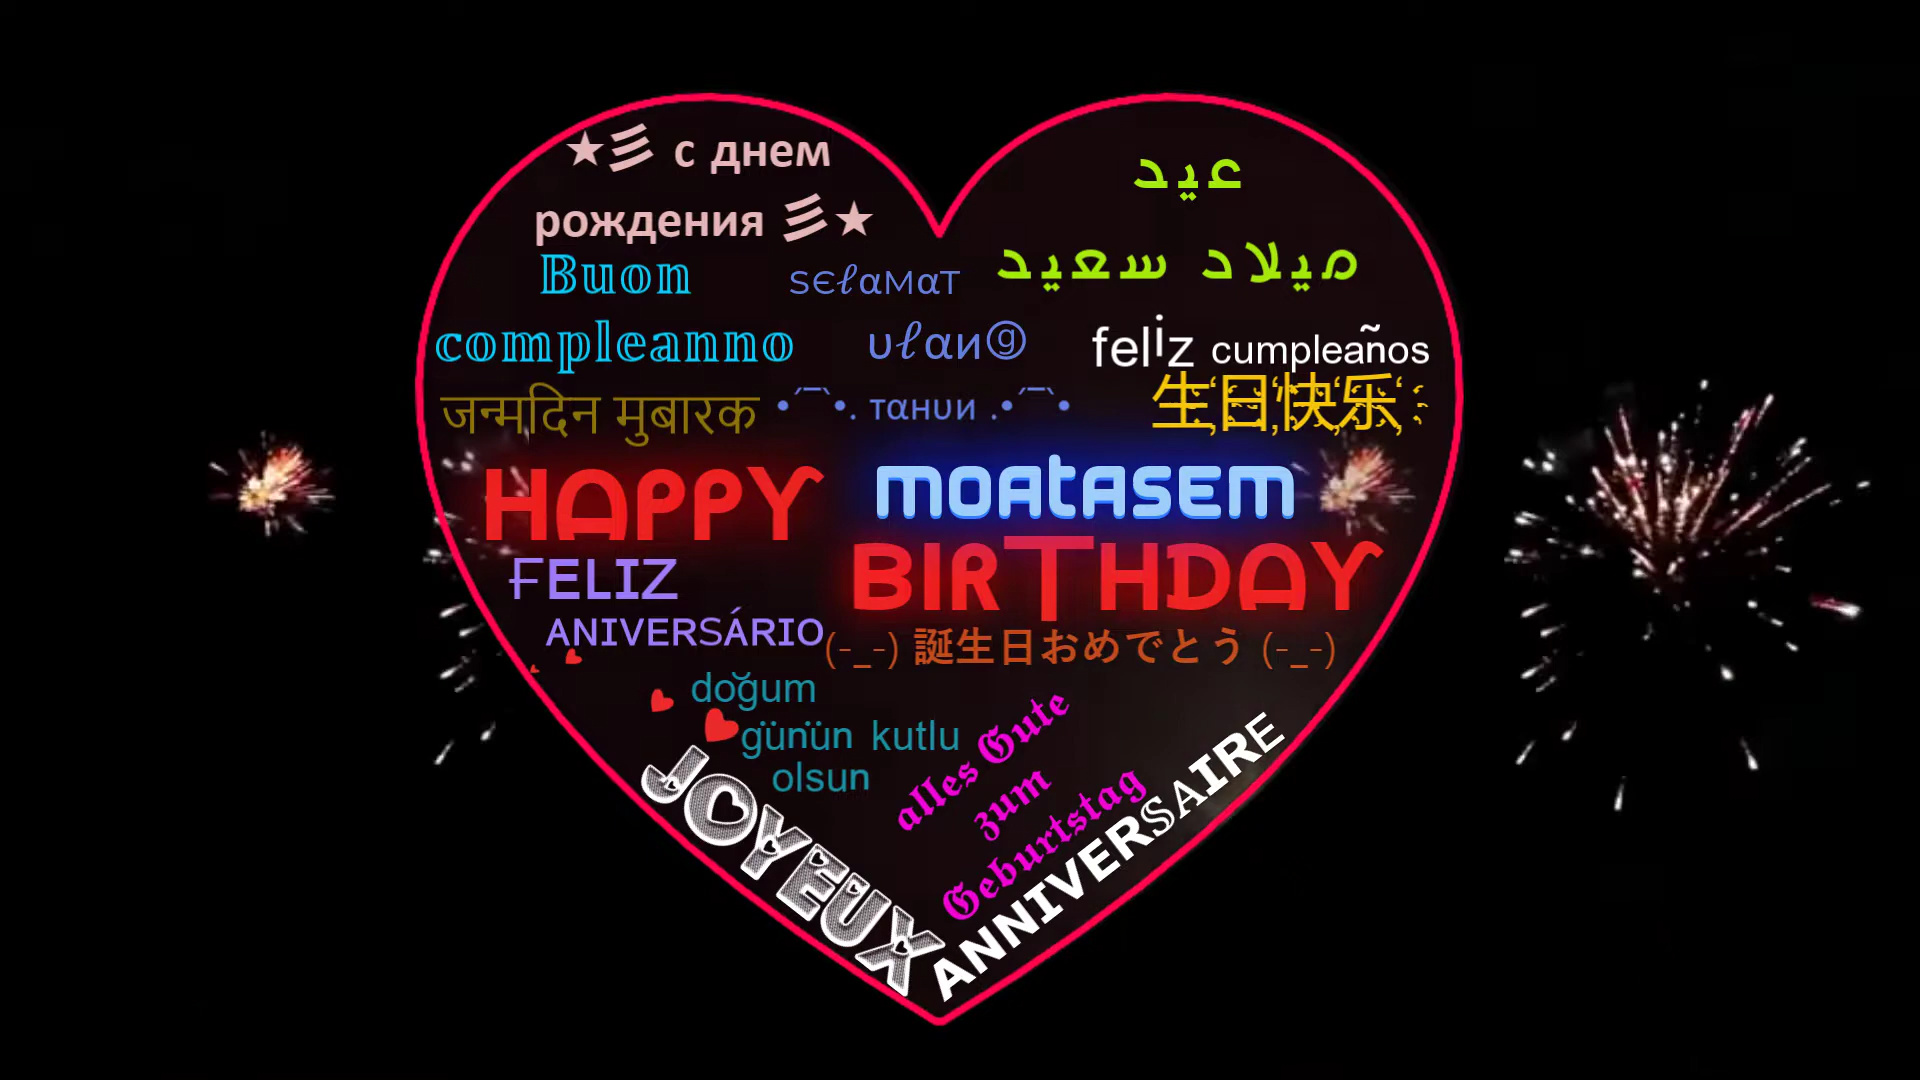 ★彡 с днем
рождения 彡★
عيد
ميلاد سعيد
Buon
compleanno
sєℓαмαт
υℓαиⓖ
•´¯`•. тαнυи .•´¯`•
feliz cumpleaños
जन्मदिन मुबारक
生日快乐
HAPPY
MOATASEM
BIRTHDAY
FELIZ
ANIVERSÁRIO
(-_-) 誕生日おめでとう (-_-)
doğum
günün kutlu
olsun
alles Gute
zum
Geburtstag
JOYEUX
ANNIVERSAIRE